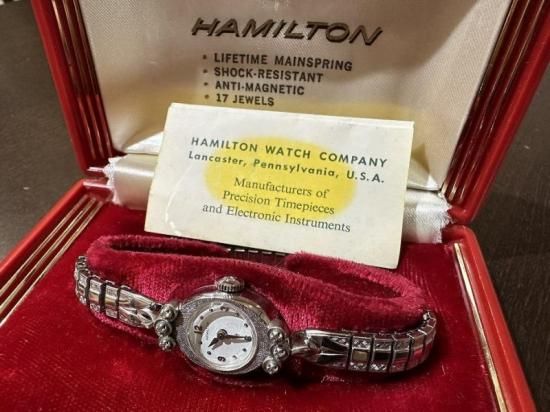 HAMILTON
• LIFETIME MAINSPRING
• SHOCK-RESISTANT
• ANTI-MAGNETIC
• 17 JEWELS
HAMILTON WATCH COMPANY
Lancaster, Pennsylvania, U.S.A.
Manufacturers of
Precision Timepieces
and Electronic Instruments